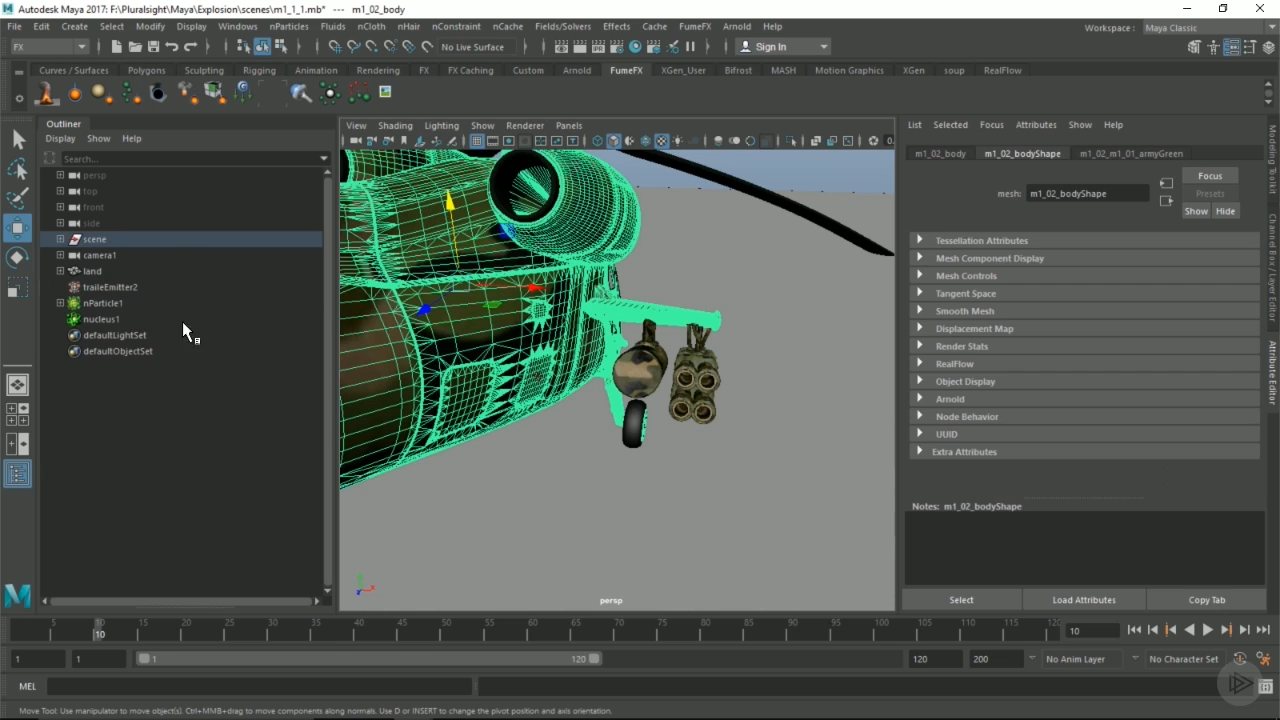 Autodesk Maya 2017: F:\Pluralsight\Maya\Explosion\scenes\m1_1_1.mb* --- m1_02_body
File Edit Create Select Modify Display Windows nParticles Fluids nCloth nHair nConstraint nCache Fields/Solvers Effects Cache FumeFX Arnold Help Workspace: Maya Classic
FX No Live Surface Sign In
Curves / Surfaces Polygons Sculpting Rigging Animation Rendering FX FX Caching Custom Arnold FumeFX XGen_User Bifrost MASH Motion Graphics XGen soup RealFlow
Outliner
Display Show Help
Search...
persp
top
front
side
scene
camera1
land
traileEmitter2
nParticle1
nucleus1
defaultLightSet
defaultObjectSet
View Shading Lighting Show Renderer Panels
0.
persp
List Selected Focus Attributes Show Help
m1_02_body m1_02_bodyShape m1_02_m1_01_armyGreen
Focus
mesh: m1_02_bodyShape
Presets
Show Hide
Tessellation Attributes
Mesh Component Display
Mesh Controls
Tangent Space
Smooth Mesh
Displacement Map
Render Stats
RealFlow
Object Display
Arnold
Node Behavior
UUID
Extra Attributes
Notes: m1_02_bodyShape
Select Load Attributes Copy Tab
Modeling Toolkit
Channel Box / Layer Editor
Attribute Editor
5 10 15 20 25 30 35 40 45 50 55 60 65 70 75 80 85 90 95 100 105 110 115 120
10 10
1 1 1 120 120 200 No Anim Layer No Character Set
MEL
Move Tool: Use manipulator to move object(s). Ctrl+MMB+drag to move components along normals. Use D or INSERT to change the pivot position and axis orientation.